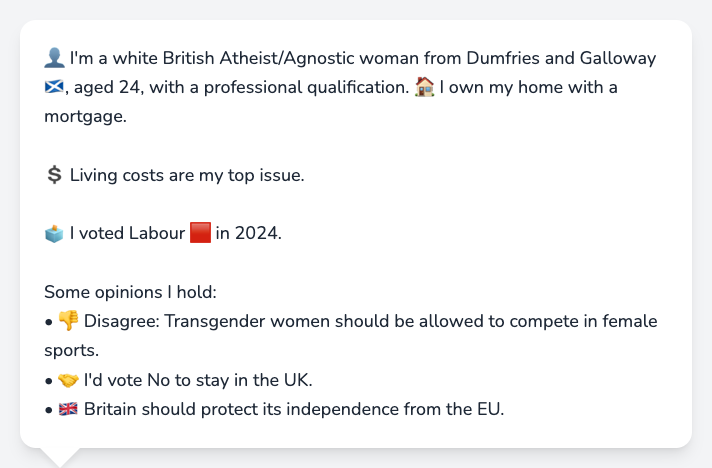 👤 I'm a white British Atheist/Agnostic woman from Dumfries and Galloway
🏴󠁧󠁢󠁳󠁣󠁴󠁿, aged 24, with a professional qualification. 🏠 I own my home with a
mortgage.
💲 Living costs are my top issue.
🗳️ I voted Labour 🟥 in 2024.
Some opinions I hold:
• 👎 Disagree: Transgender women should be allowed to compete in female
sports.
• 🤝 I'd vote No to stay in the UK.
• 🇬🇧 Britain should protect its independence from the EU.